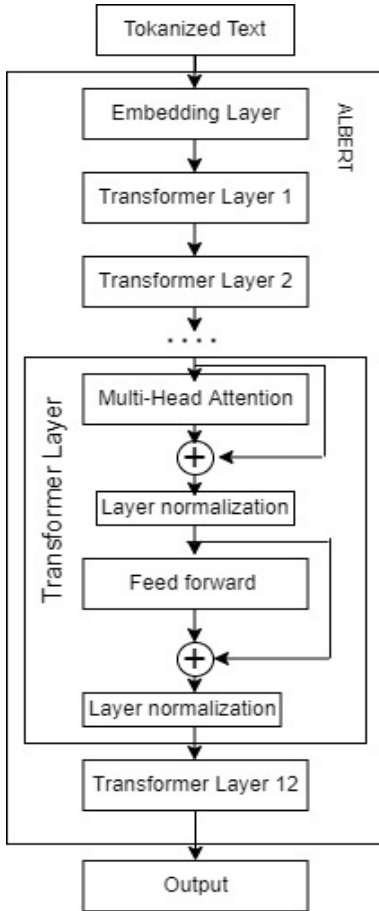 Tokanized Text
ALBERT
Embedding Layer
Transformer Layer 1
Transformer Layer 2
. . . .
Transformer Layer
Multi-Head Attention
+
Layer normalization
Feed forward
+
Layer normalization
Transformer Layer 12
Output